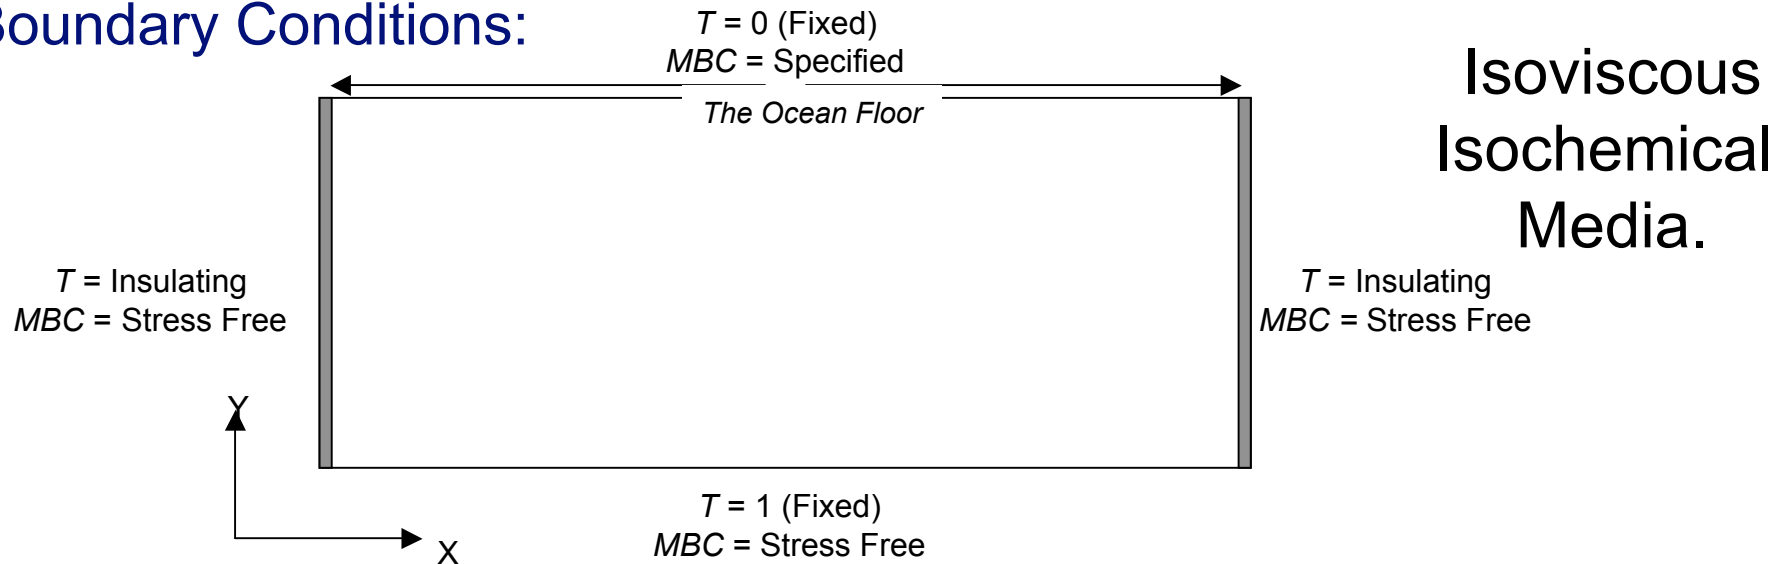 Boundary Conditions:
T = 0 (Fixed)
MBC = Specified
The Ocean Floor
Isoviscous
Isochemical
Media.
T = Insulating
MBC = Stress Free
T = Insulating
MBC = Stress Free
Y
X
T = 1 (Fixed)
MBC = Stress Free